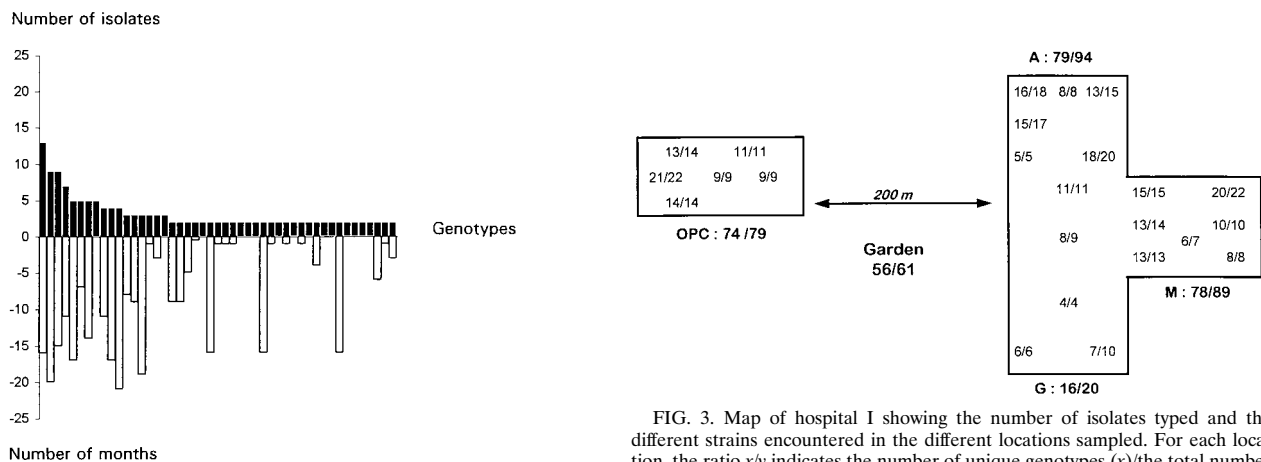 Number of isolates
25
20
15
10
5
0
-5
-10
-15
-20
-25
Genotypes
Number of months
A : 79/94
16/18 8/8 13/15
15/17
5/5 18/20
11/11
8/9
4/4
6/6 7/10
G : 16/20
13/14 11/11
21/22 9/9 9/9
14/14
OPC : 74 /79
200 m
Garden
56/61
15/15 20/22
13/14 10/10
6/7
13/13 8/8
M : 78/89
FIG. 3. Map of hospital I showing the number of isolates typed and th
different strains encountered in the different locations sampled. For each loca
tion, the ratio x/y indicates the number of unique genotypes (x)/the total numbe